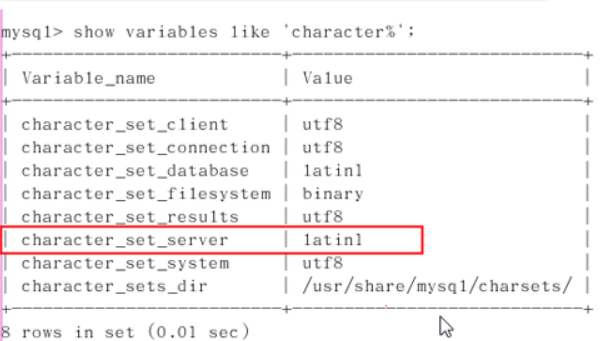 mysql> show variables like 'character%';
+--------------------------+----------------------------+
| Variable_name | Value |
+--------------------------+----------------------------+
| character_set_client | utf8 |
| character_set_connection | utf8 |
| character_set_database | latin1 |
| character_set_filesystem | binary |
| character_set_results | utf8 |
| character_set_server | latin1 |
| character_set_system | utf8 |
| character_sets_dir | /usr/share/mysql/charsets/ |
+--------------------------+----------------------------+
8 rows in set (0.01 sec)